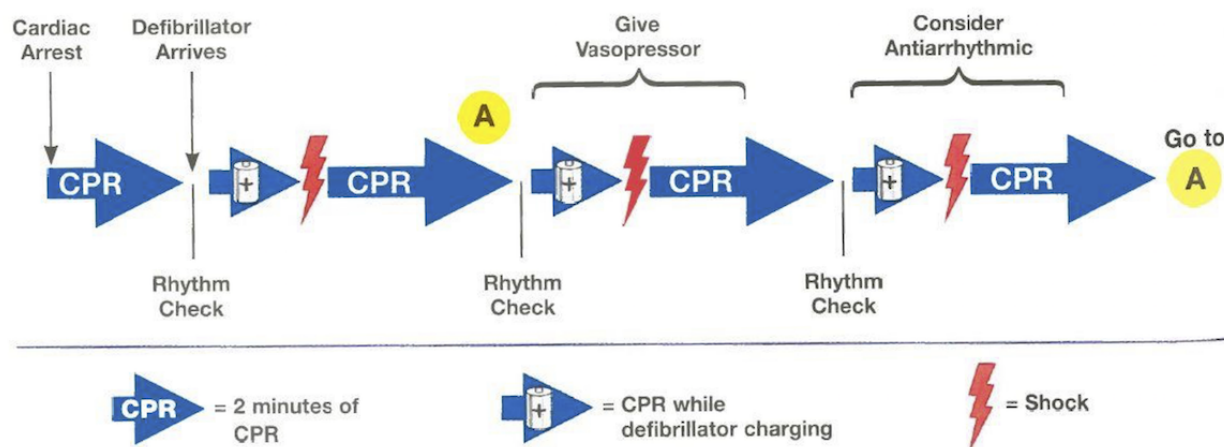 Cardiac
Arrest
Defibrillator
Arrives
Give
Vasopressor
Consider
Antiarrhythmic
A
Go to
A
CPR
+
CPR
+
CPR
+
CPR
Rhythm
Check
Rhythm
Check
Rhythm
Check
CPR = 2 minutes of
CPR
+ = CPR while
defibrillator charging
= Shock